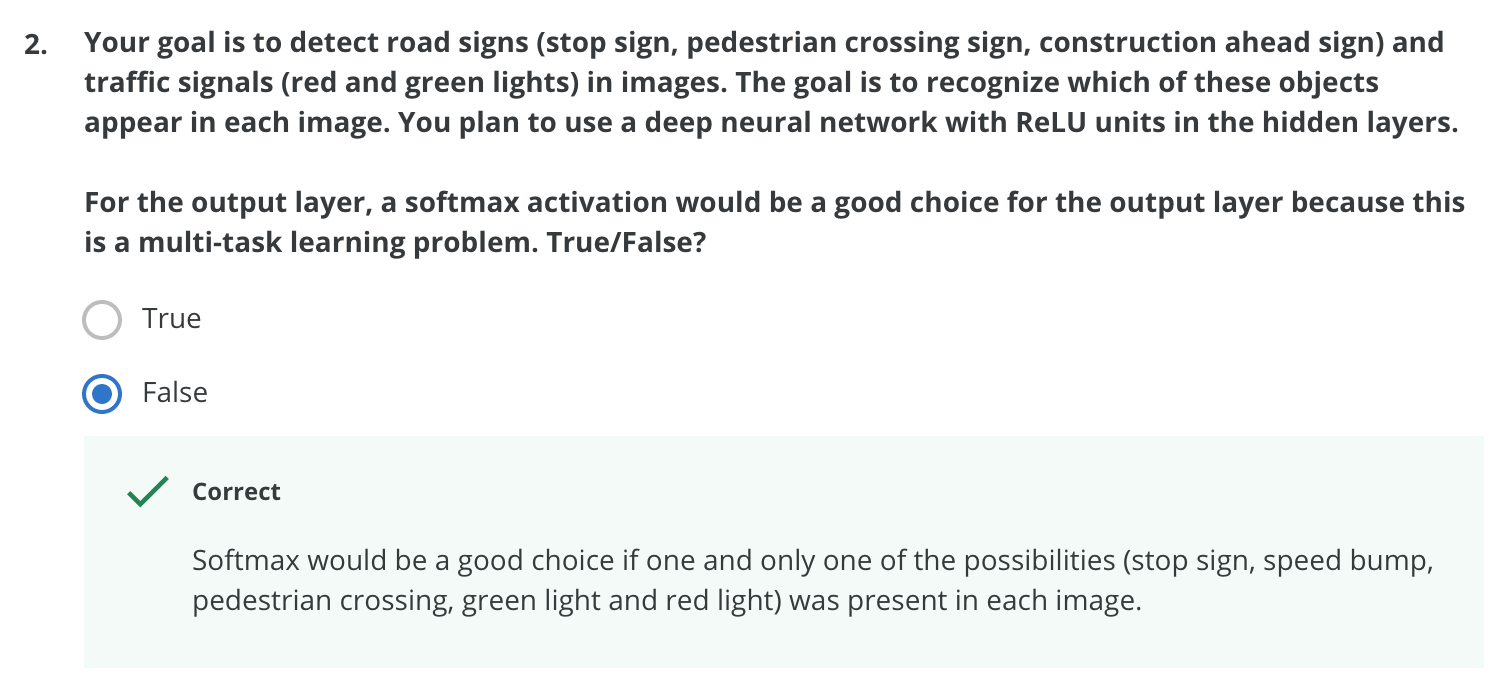 2. Your goal is to detect road signs (stop sign, pedestrian crossing sign, construction ahead sign) and
traffic signals (red and green lights) in images. The goal is to recognize which of these objects
appear in each image. You plan to use a deep neural network with ReLU units in the hidden layers.
For the output layer, a softmax activation would be a good choice for the output layer because this
is a multi-task learning problem. True/False?
True
False
Correct
Softmax would be a good choice if one and only one of the possibilities (stop sign, speed bump,
pedestrian crossing, green light and red light) was present in each image.